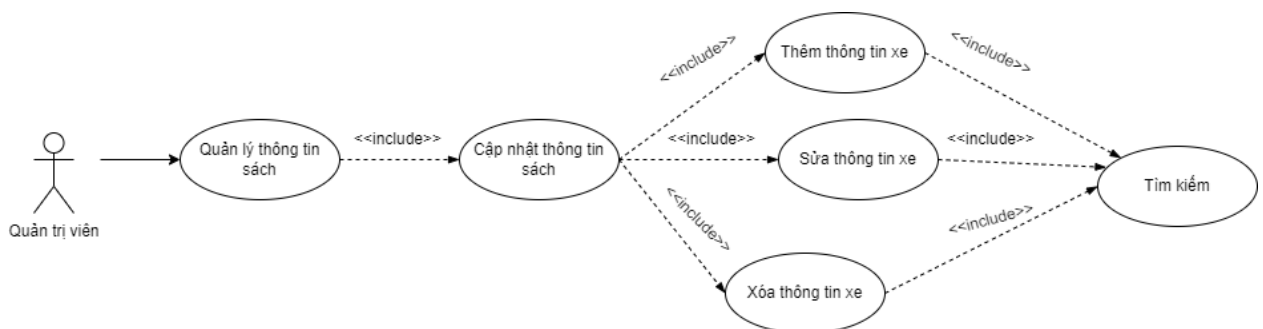 Quản trị viên
Quản lý thông tin
sách
<<include>>
Cập nhật thông tin
sách
<<include>>
<<include>>
<<include>>
Thêm thông tin xe
Sửa thông tin xe
Xóa thông tin xe
<<include>>
<<include>>
<<include>>
Tìm kiếm